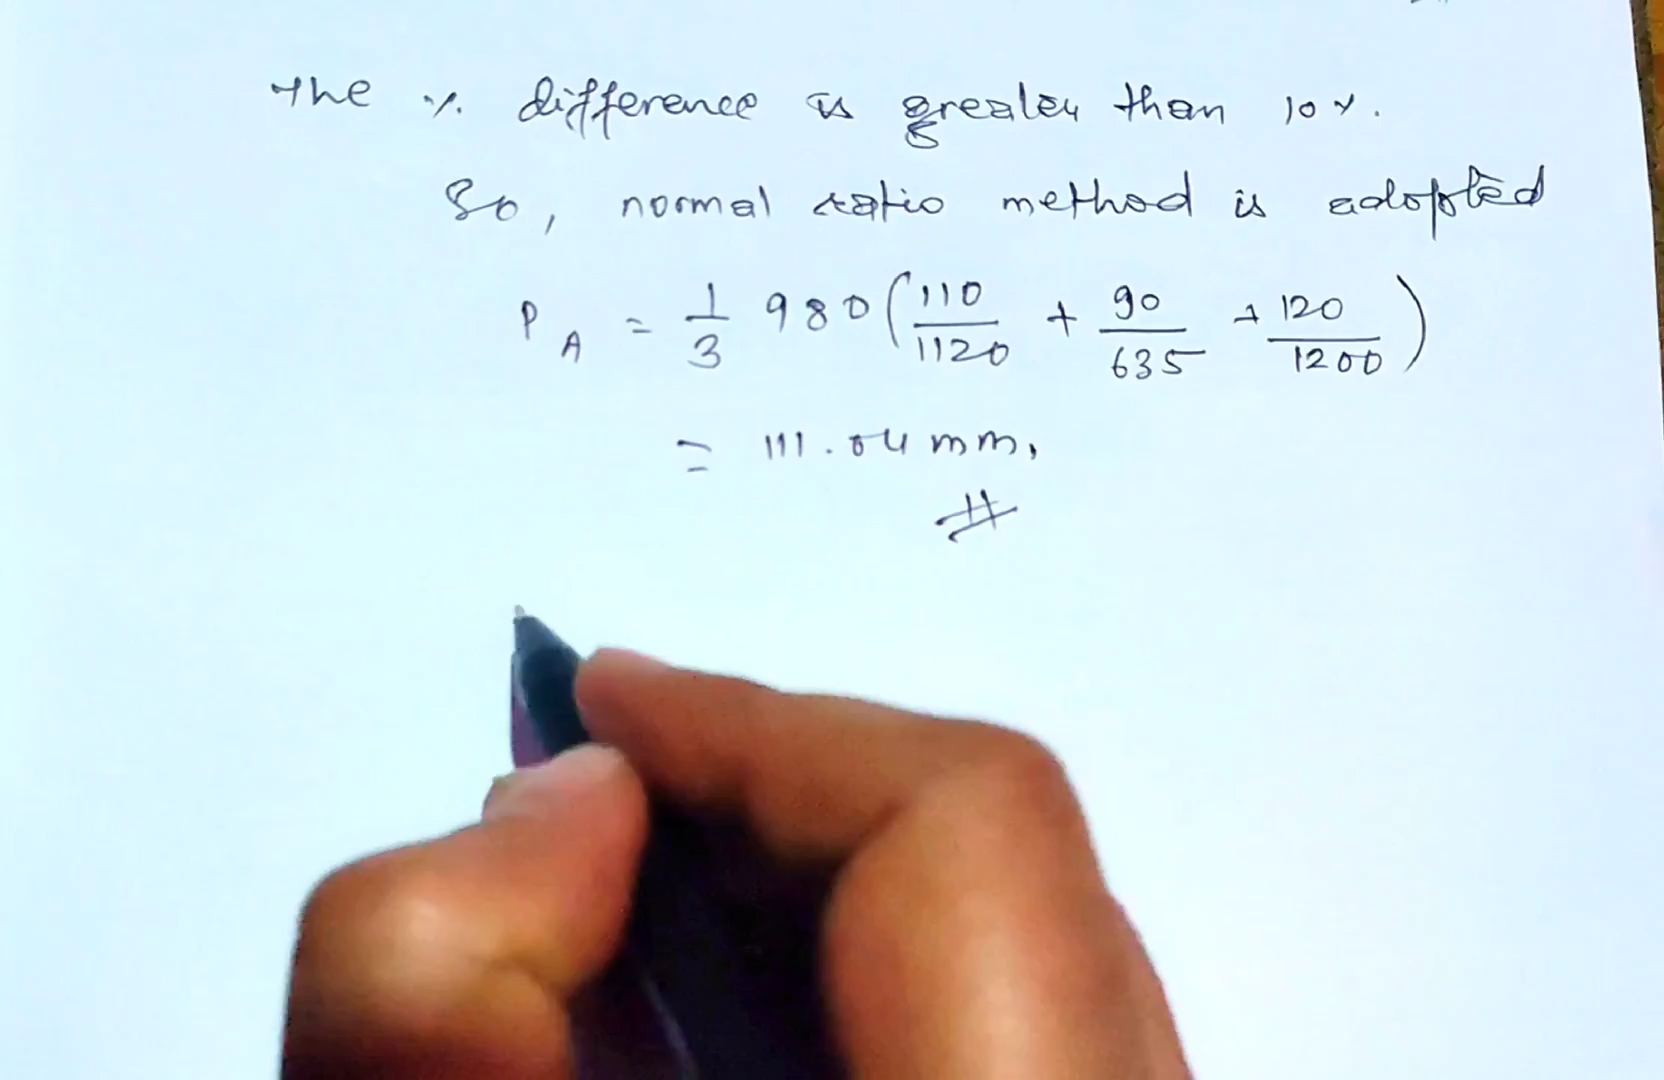 The % difference is greater than 10%.
So, normal ratio method is adopted
P_A = 1/3 980 (110/1120 + 90/635 + 120/1200)
= 111.04 mm,